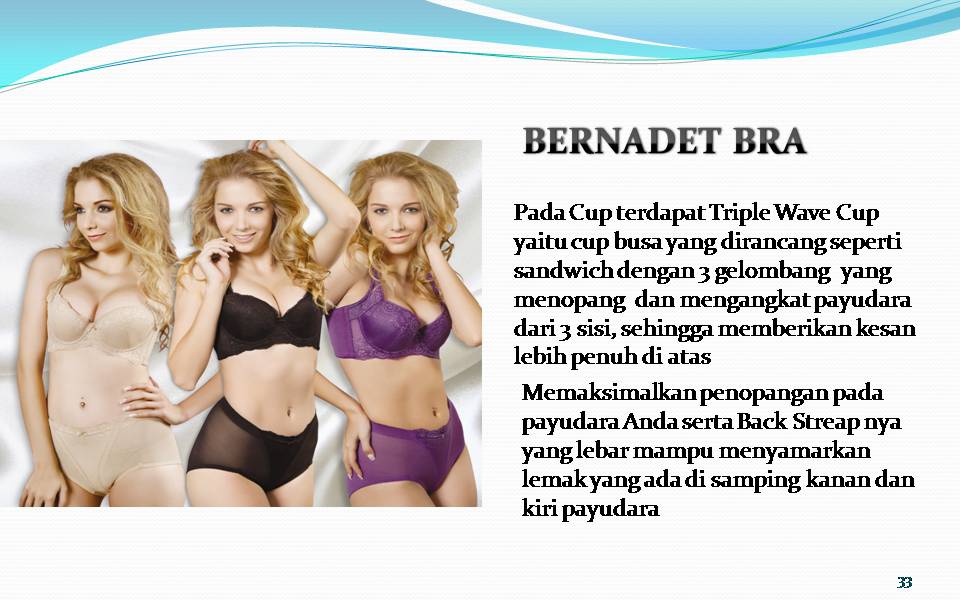 BERNADET BRA
Pada Cup terdapat Triple Wave Cup
yaitu cup busa yang dirancang seperti
sandwich dengan 3 gelombang yang
menopang dan mengangkat payudara
dari 3 sisi, sehingga memberikan kesan
lebih penuh di atas
Memaksimalkan penopangan pada
payudara Anda serta Back Streap nya
yang lebar mampu menyamarkan
lemak yang ada di samping kanan dan
kiri payudara
33